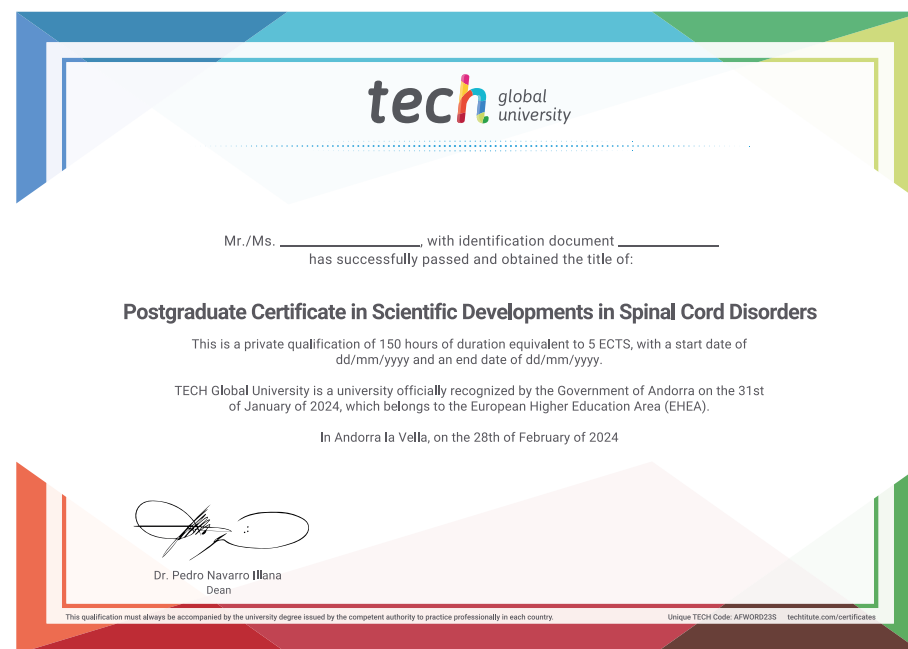 tech global
university
Mr./Ms. ____________, with identification document ____________
has successfully passed and obtained the title of:
Postgraduate Certificate in Scientific Developments in Spinal Cord Disorders
This is a private qualification of 150 hours of duration equivalent to 5 ECTS, with a start date of
dd/mm/yyyy and an end date of dd/mm/yyyy.
TECH Global University is a university officially recognized by the Government of Andorra on the 31st
of January of 2024, which belongs to the European Higher Education Area (EHEA).
In Andorra la Vella, on the 28th of February of 2024
Dr. Pedro Navarro Illana
Dean
This qualification must always be accompanied by the university degree issued by the competent authority to practice professionally in each country. Unique TECH Code: AFWORD23S techtitute.com/certificates